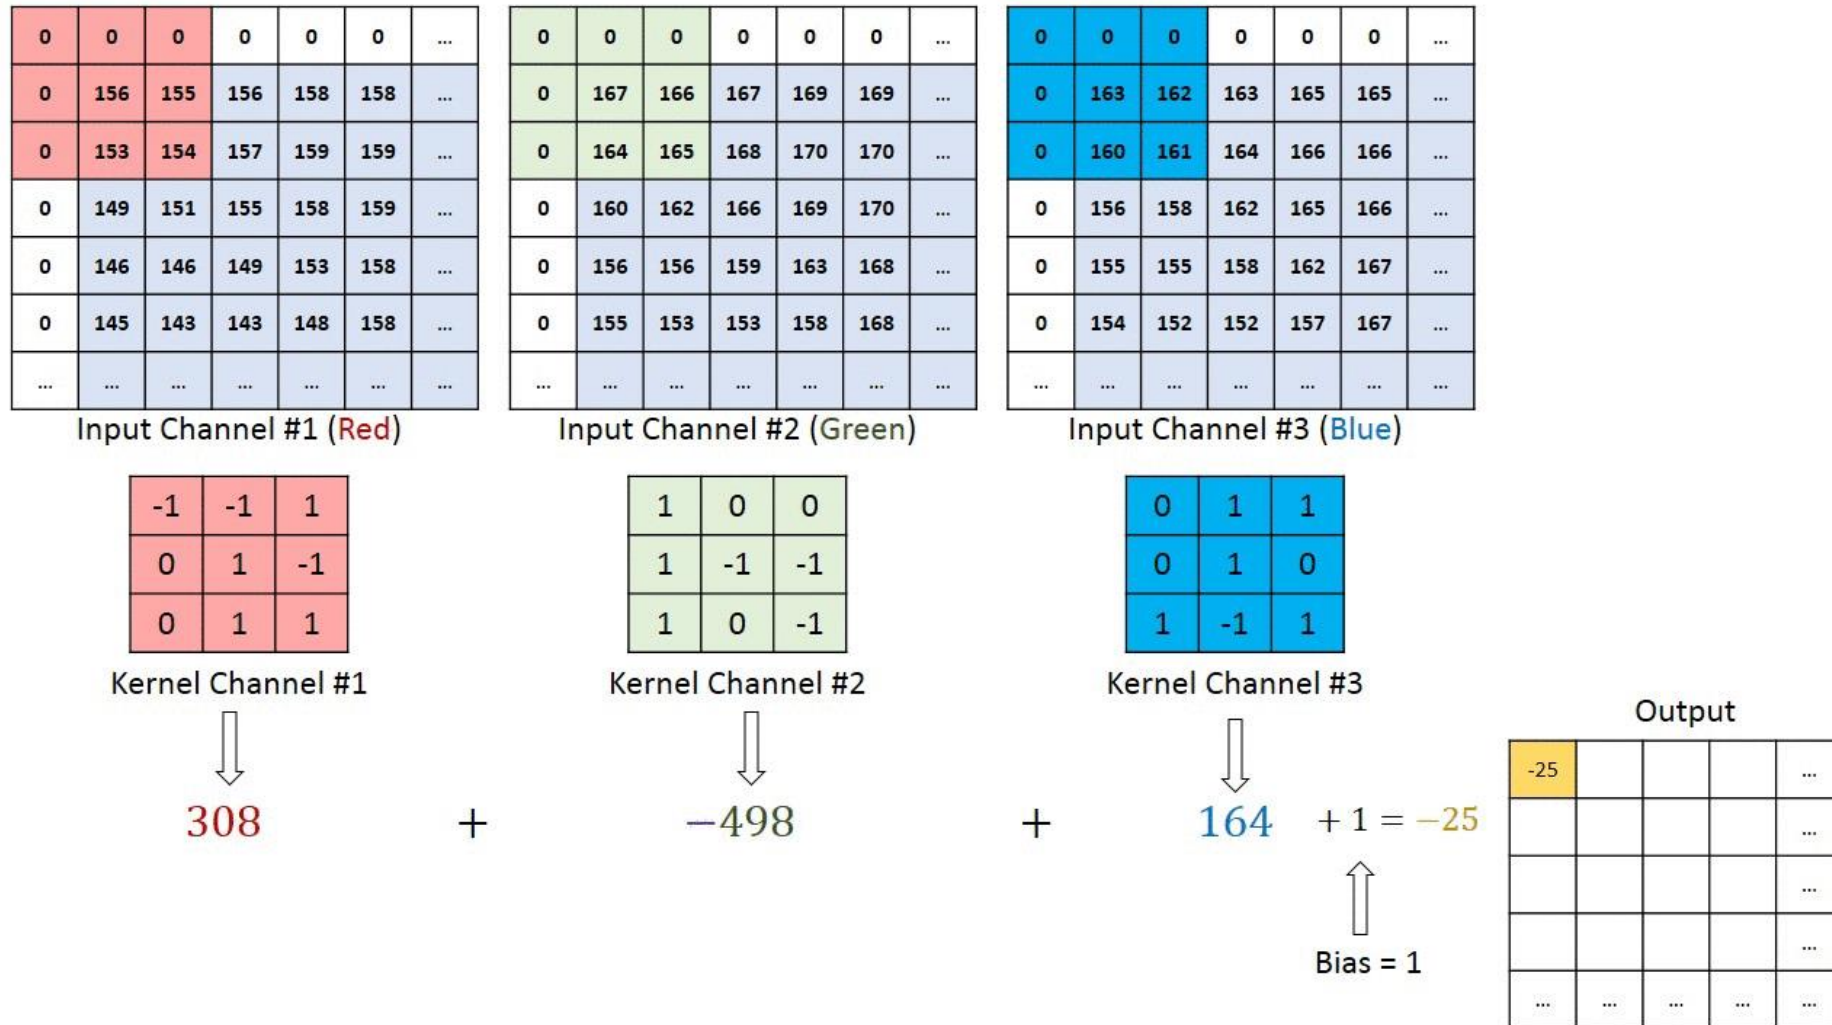 0 0 0 0 0 0 ... 0 0 0 0 0 0 ... 0 0 0 0 0 0 ...
0 156 155 156 158 158 ... 0 167 166 167 169 169 ... 0 163 162 163 165 165 ...
0 153 154 157 159 159 ... 0 164 165 168 170 170 ... 0 160 161 164 166 166 ...
0 149 151 155 158 159 ... 0 160 162 166 169 170 ... 0 156 158 162 165 166 ...
0 146 146 149 153 158 ... 0 156 156 159 163 168 ... 0 155 155 158 162 167 ...
0 145 143 143 148 158 ... 0 155 153 153 158 168 ... 0 154 152 152 157 167 ...
... ... ... ... ... ... ... ... ... ... ... ... ... ... ... ... ... ... ... ... ...
Input Channel #1 (Red) Input Channel #2 (Green) Input Channel #3 (Blue)
-1 -1 1 1 0 0 0 1 1
0 1 -1 1 -1 -1 0 1 0
0 1 1 1 0 -1 1 -1 1
Kernel Channel #1 Kernel Channel #2 Kernel Channel #3
Output
308 + −498 + 164 + 1 = −25
Bias = 1
-25 ...
...
...
...
... ... ... ... ...